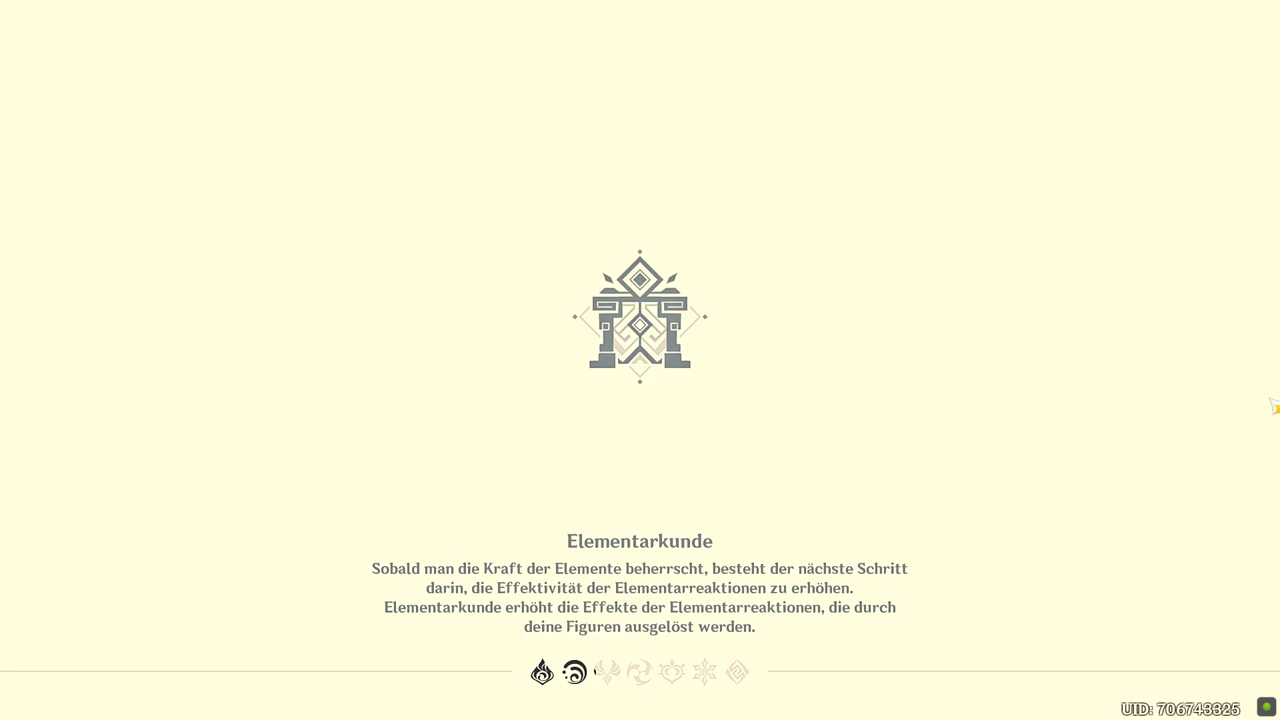 Elementarkunde
Sobald man die Kraft der Elemente beherrscht, besteht der nächste Schritt
darin, die Effektivität der Elementarreaktionen zu erhöhen.
Elementarkunde erhöht die Effekte der Elementarreaktionen, die durch
deine Figuren ausgelöst werden.
UID: 706743325